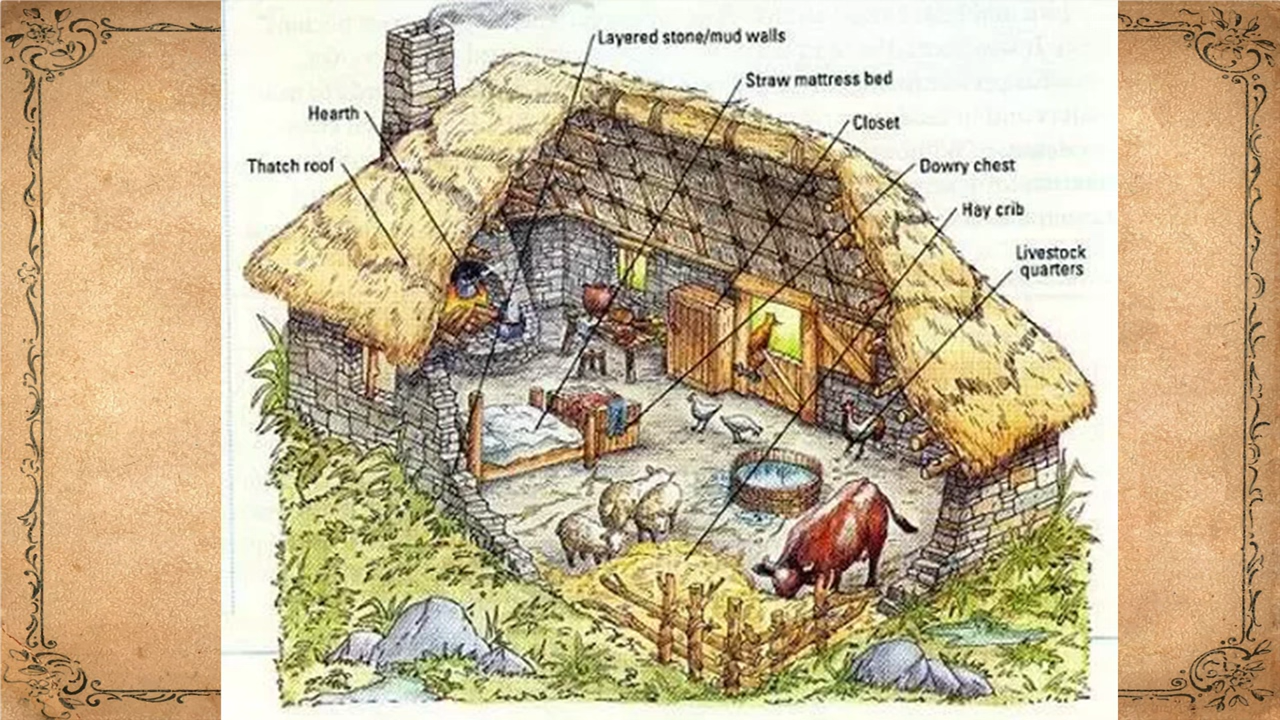 Layered stone/mud walls
Straw mattress bed
Hearth
Closet
Thatch roof
Dowry chest
Hay crib
Livestock
quarters